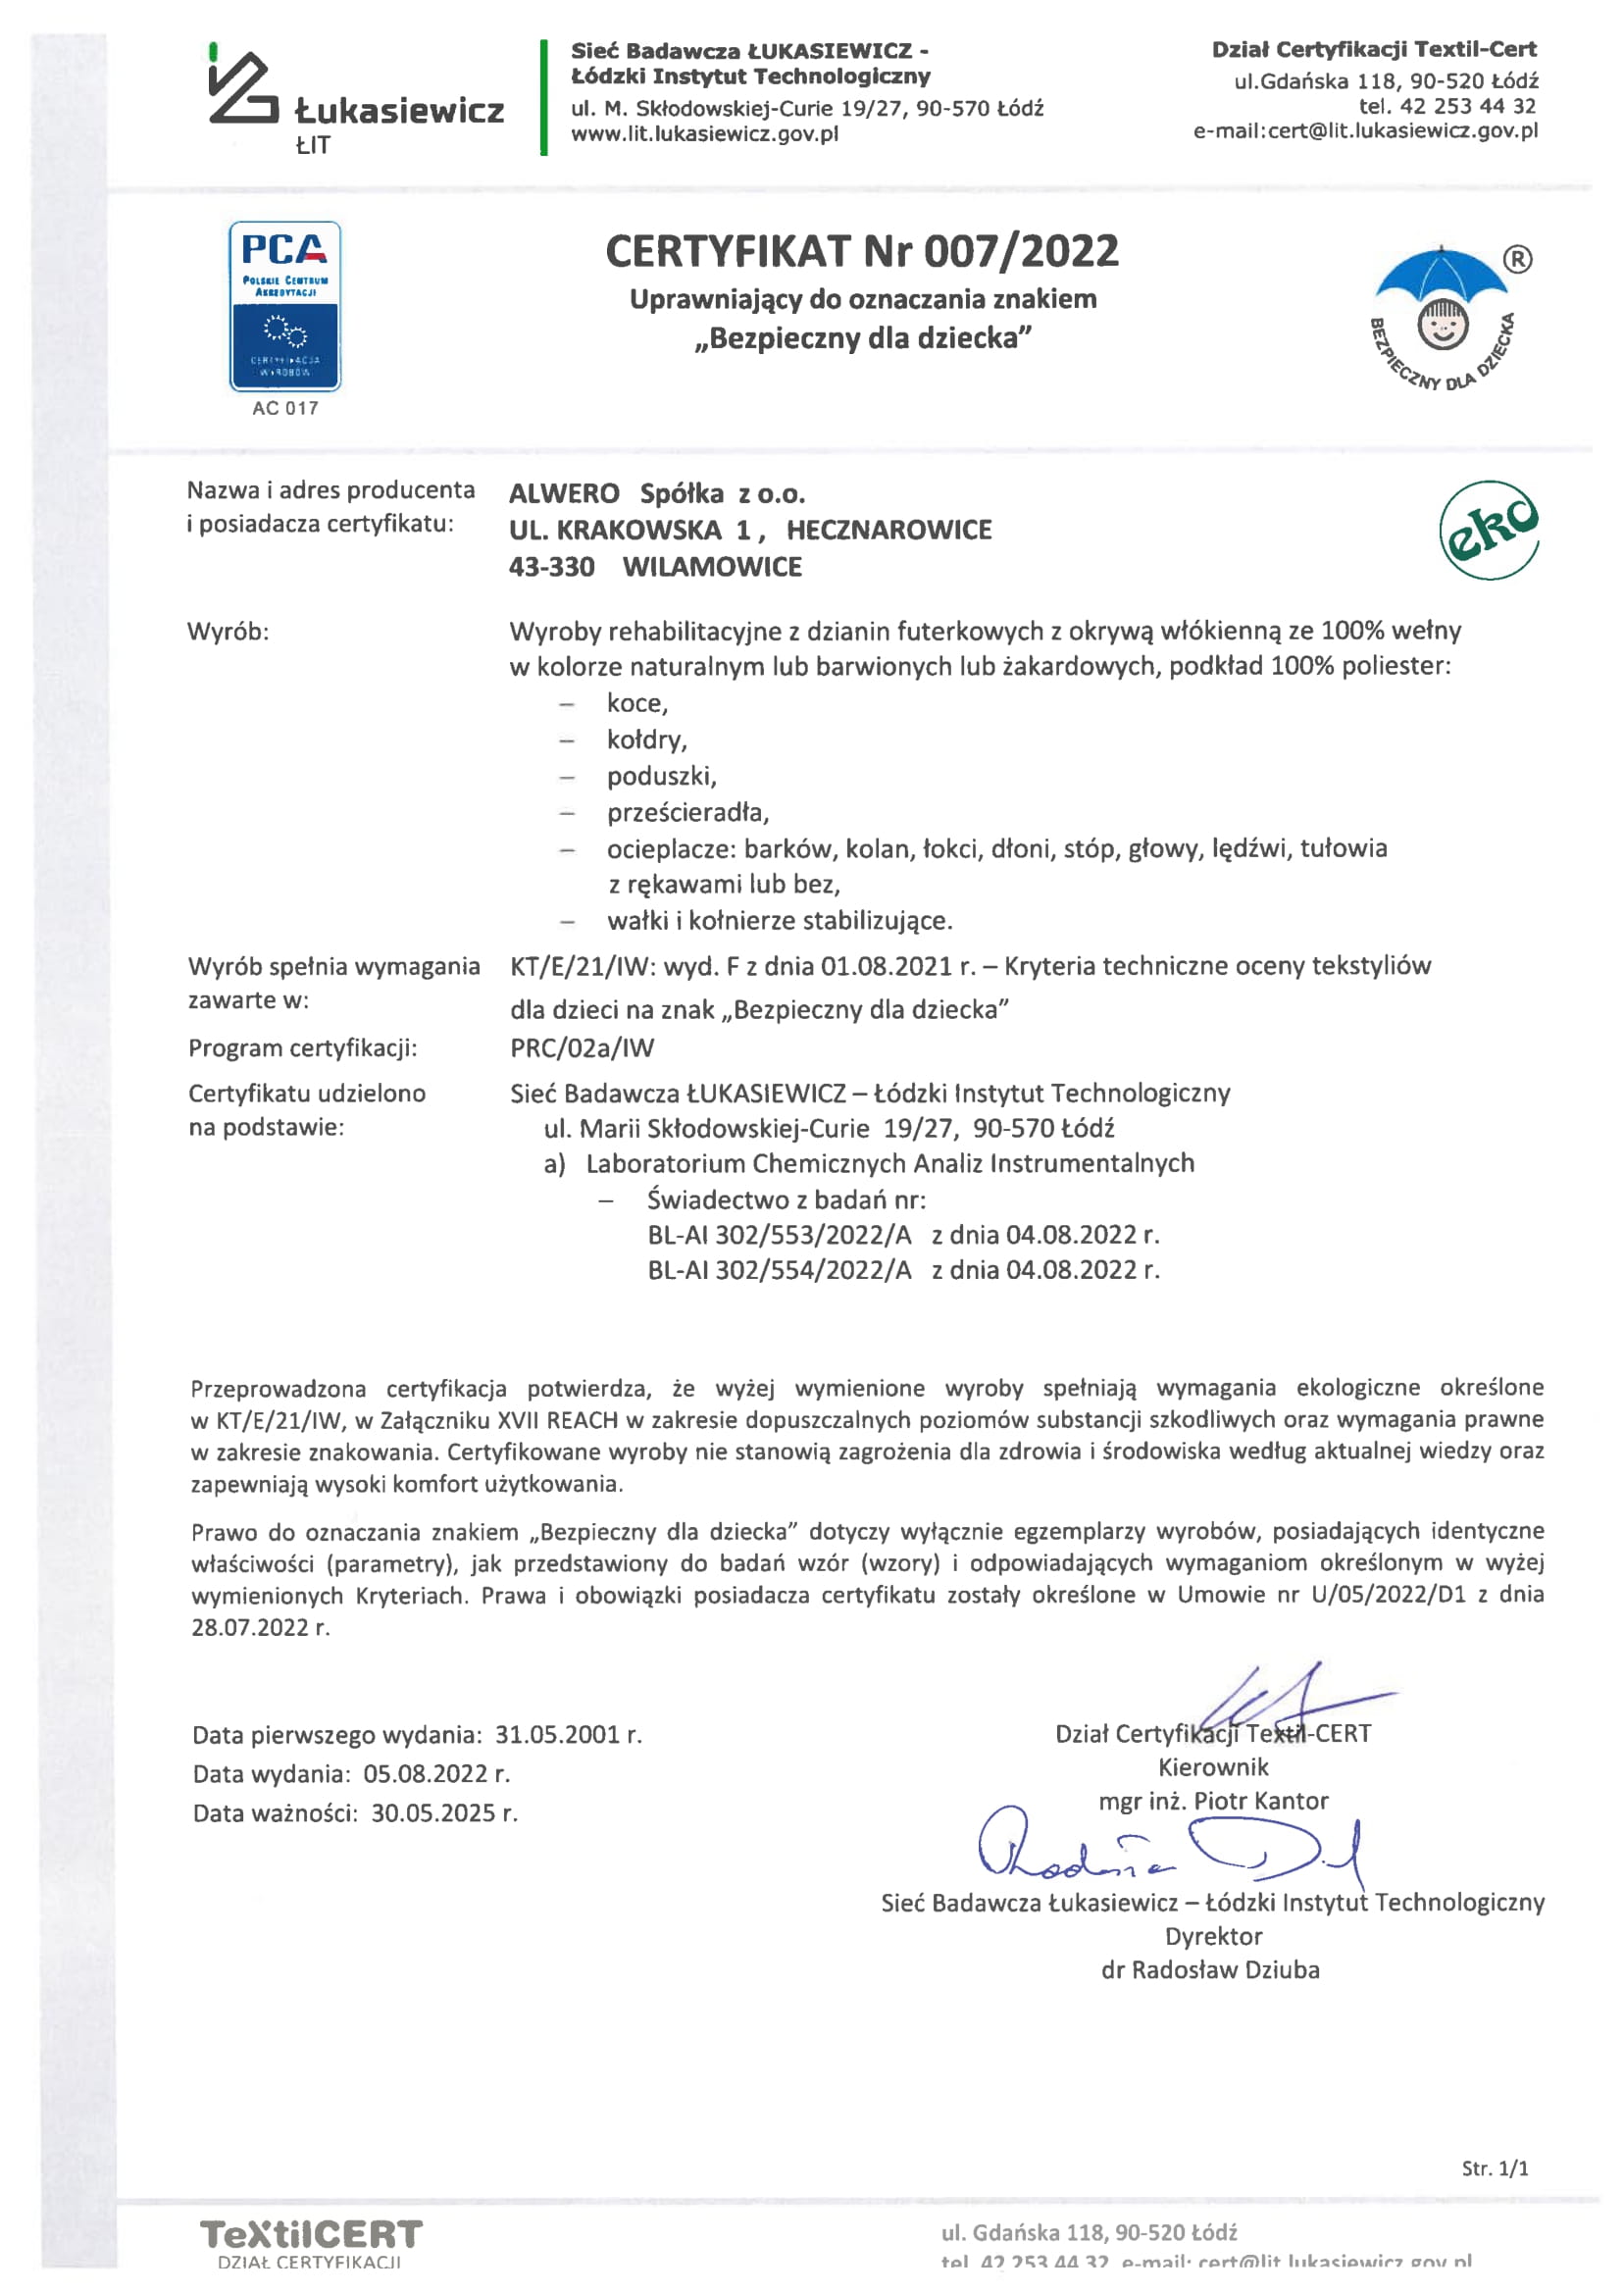 Łukasiewicz
ŁIT
Sieć Badawcza ŁUKASIEWICZ -
Łódzki Instytut Technologiczny
ul. M. Skłodowskiej-Curie 19/27, 90-570 Łódź
www.lit.lukasiewicz.gov.pl
Dział Certyfikacji Textil-Cert
ul.Gdańska 118, 90-520 Łódź
tel. 42 253 44 32
e-mail:cert@lit.lukasiewicz.gov.pl
PCA
POLSKIE CENTRUM
AKREDYTACJI
CERTYFIKACJA
WYROBÓW
AC 017
CERTYFIKAT Nr 007/2022
Uprawniający do oznaczania znakiem
„Bezpieczny dla dziecka”
®
BEZPIECZNY DLA DZIECKA
Nazwa i adres producenta
i posiadacza certyfikatu:
ALWERO Spółka z o.o.
UL. KRAKOWSKA 1, HECZNAROWICE
43-330 WILAMOWICE
eko
Wyrób:
Wyroby rehabilitacyjne z dzianin futerkowych z okrywą włókienną ze 100% wełny
w kolorze naturalnym lub barwionych lub żakardowych, podkład 100% poliester:
– koce,
– kołdry,
– poduszki,
– prześcieradła,
– ocieplacze: barków, kolan, łokci, dłoni, stóp, głowy, lędźwi, tułowia
z rękawami lub bez,
– wałki i kołnierze stabilizujące.
Wyrób spełnia wymagania
zawarte w:
KT/E/21/IW: wyd. F z dnia 01.08.2021 r. – Kryteria techniczne oceny tekstyliów
dla dzieci na znak „Bezpieczny dla dziecka”
Program certyfikacji: PRC/02a/IW
Certyfikatu udzielono
na podstawie:
Sieć Badawcza ŁUKASIEWICZ – Łódzki Instytut Technologiczny
ul. Marii Skłodowskiej-Curie 19/27, 90-570 Łódź
a) Laboratorium Chemicznych Analiz Instrumentalnych
– Świadectwo z badań nr:
BL-AI 302/553/2022/A z dnia 04.08.2022 r.
BL-AI 302/554/2022/A z dnia 04.08.2022 r.
Przeprowadzona certyfikacja potwierdza, że wyżej wymienione wyroby spełniają wymagania ekologiczne określone
w KT/E/21/IW, w Załączniku XVII REACH w zakresie dopuszczalnych poziomów substancji szkodliwych oraz wymagania prawne
w zakresie znakowania. Certyfikowane wyroby nie stanowią zagrożenia dla zdrowia i środowiska według aktualnej wiedzy oraz
zapewniają wysoki komfort użytkowania.
Prawo do oznaczania znakiem „Bezpieczny dla dziecka” dotyczy wyłącznie egzemplarzy wyrobów, posiadających identyczne
właściwości (parametry), jak przedstawiony do badań wzór (wzory) i odpowiadających wymaganiom określonym w wyżej
wymienionych Kryteriach. Prawa i obowiązki posiadacza certyfikatu zostały określone w Umowie nr U/05/2022/D1 z dnia
28.07.2022 r.
Data pierwszego wydania: 31.05.2001 r.
Data wydania: 05.08.2022 r.
Data ważności: 30.05.2025 r.
Dział Certyfikacji Textil-CERT
Kierownik
mgr inż. Piotr Kantor
Sieć Badawcza Łukasiewicz – Łódzki Instytut Technologiczny
Dyrektor
dr Radosław Dziuba
Str. 1/1
TeXtilCERT
DZIAŁ CERTYFIKACJI
ul. Gdańska 118, 90-520 Łódź
tel. 42 253 44 32 e-mail: cert@lit.lukasiewicz.gov.pl